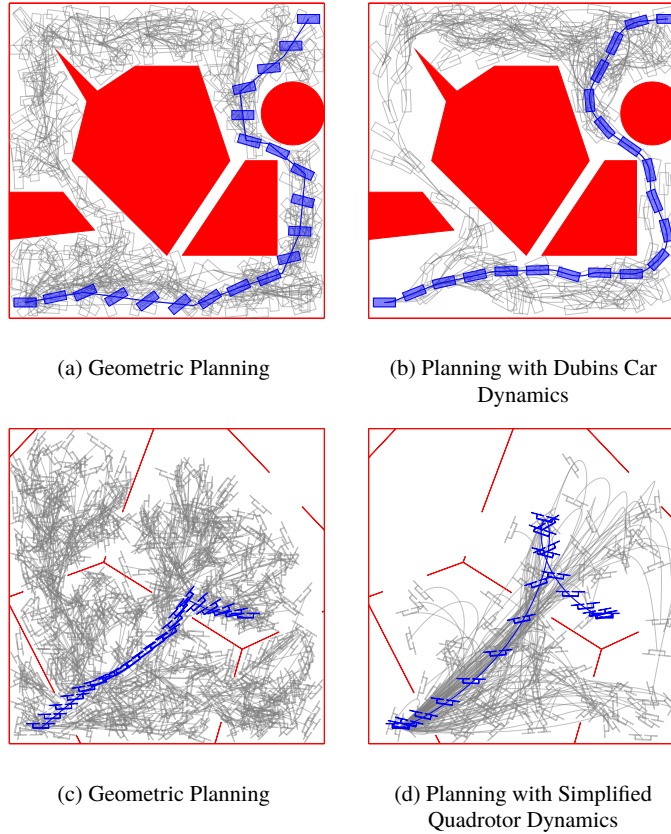 (a) Geometric Planning
(b) Planning with Dubins Car
Dynamics
(c) Geometric Planning
(d) Planning with Simplified
Quadrotor Dynamics